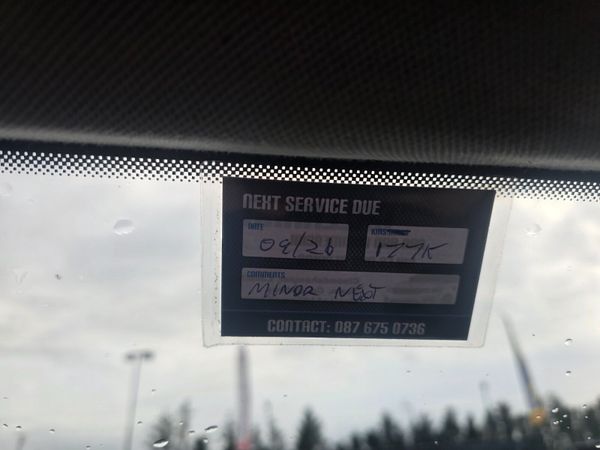 NEXT SERVICE DUE
DATE KMS
09/26 177K
COMMENTS
MINOR NEXT
CONTACT: 087 675 0736